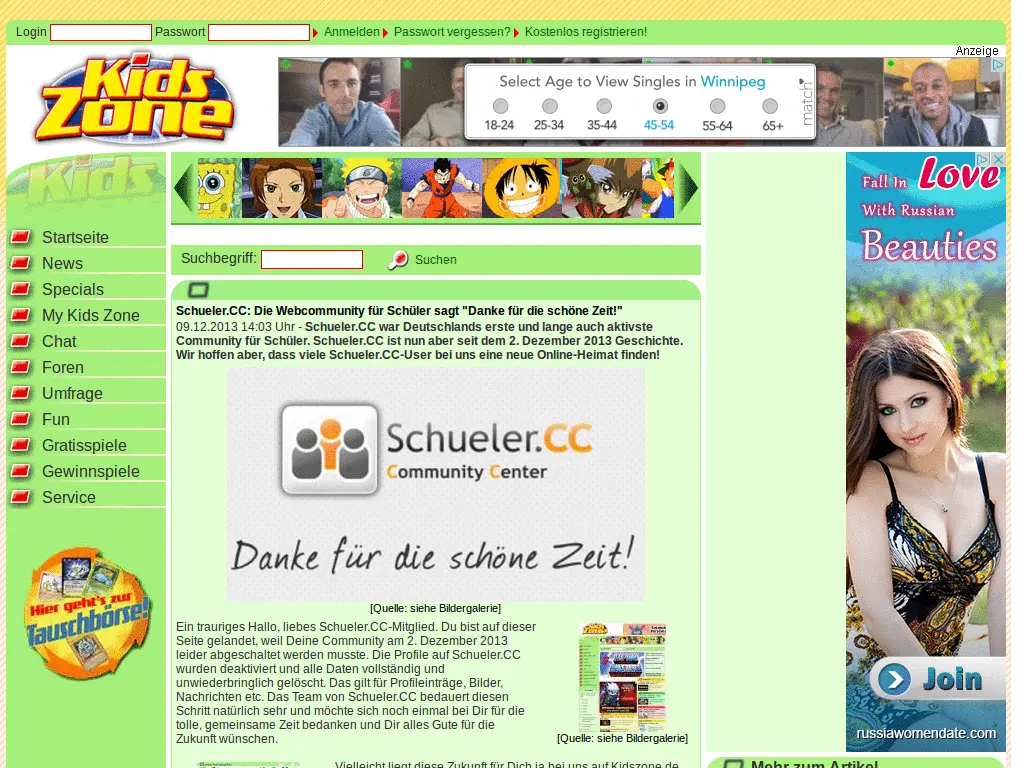 Login Passwort Anmelden Passwort vergessen? Kostenlos registrieren!
Anzeige
Kids
Zone
Select Age to View Singles in Winnipeg
18-24 25-34 35-44 45-54 55-64 65+
match
Kids
Startseite
News
Specials
My Kids Zone
Chat
Foren
Umfrage
Fun
Gratisspiele
Gewinnspiele
Service
Hier geht's zur
Tauschbörse!
Suchbegriff: Suchen
Schueler.CC: Die Webcommunity für Schüler sagt "Danke für die schöne Zeit!"
09.12.2013 14:03 Uhr - Schueler.CC war Deutschlands erste und lange auch aktivste
Community für Schüler. Schueler.CC ist nun aber seit dem 2. Dezember 2013 Geschichte.
Wir hoffen aber, dass viele Schueler.CC-User bei uns eine neue Online-Heimat finden!
Schueler.CC
Community Center
Danke für die schöne Zeit!
[Quelle: siehe Bildergalerie]
Ein trauriges Hallo, liebes Schueler.CC-Mitglied. Du bist auf dieser
Seite gelandet, weil Deine Community am 2. Dezember 2013
leider abgeschaltet werden musste. Die Profile auf Schueler.CC
wurden deaktiviert und alle Daten vollständig und
unwiederbringlich gelöscht. Das gilt für Profileinträge, Bilder,
Nachrichten etc. Das Team von Schueler.CC bedauert diesen
Schritt natürlich sehr und möchte sich noch einmal bei Dir für die
tolle, gemeinsame Zeit bedanken und Dir alles Gute für die
Zukunft wünschen.
[Quelle: siehe Bildergalerie]
Vielleicht liegt diese Zukunft für Dich ja bei uns auf Kidszone.de.
Fall In Love
With Russian
Beauties
Join
russiawomendate.com
Mehr zum Artikel